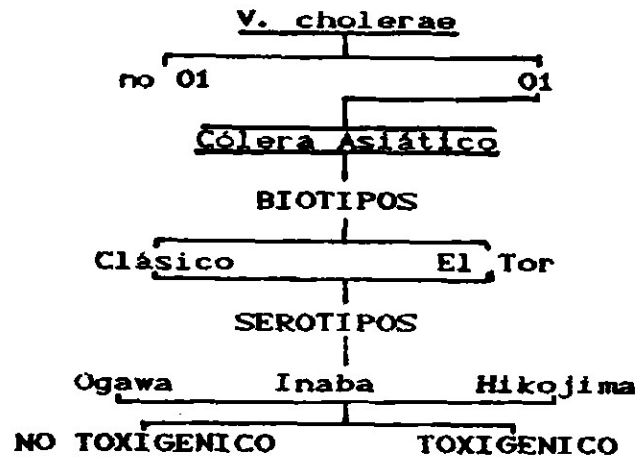 V. cholerae
no O1 O1
Cólera Asiático
BIOTIPOS
Clásico El Tor
SEROTIPOS
Ogawa Inaba Hikojima
NO TOXIGENICO TOXIGENICO